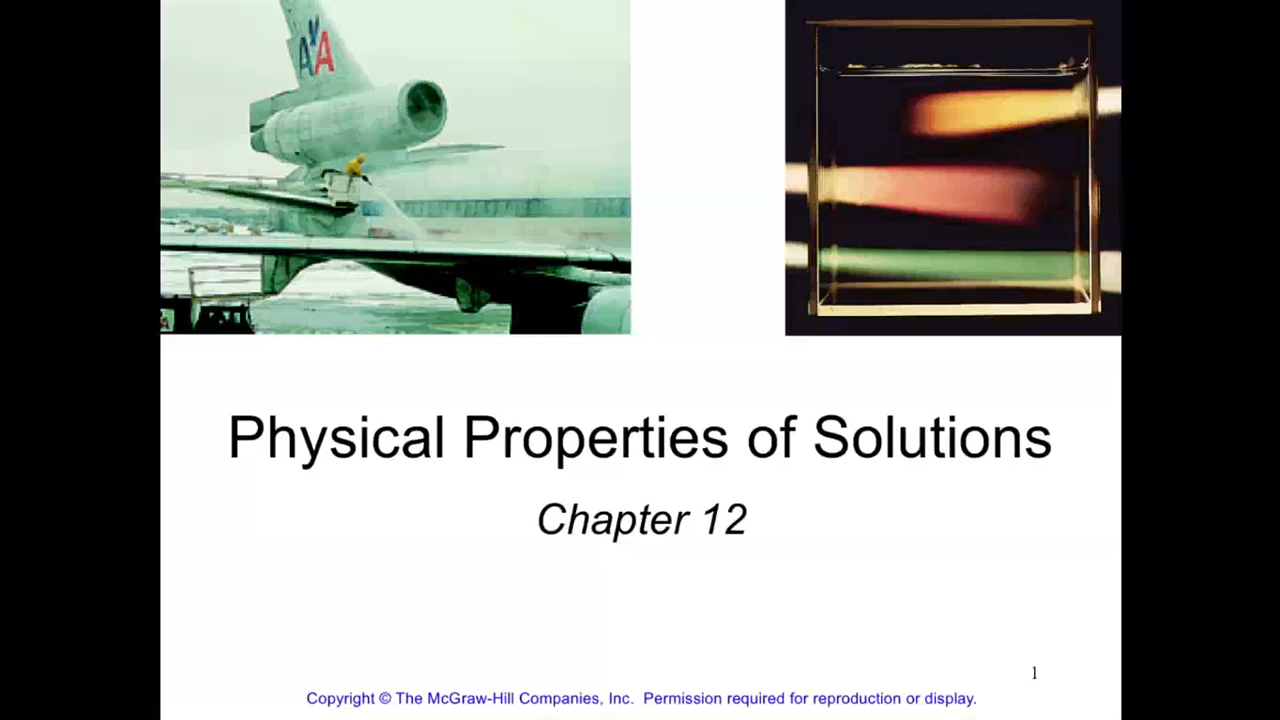 AA
Physical Properties of Solutions
Chapter 12
1
Copyright © The McGraw-Hill Companies, Inc. Permission required for reproduction or display.